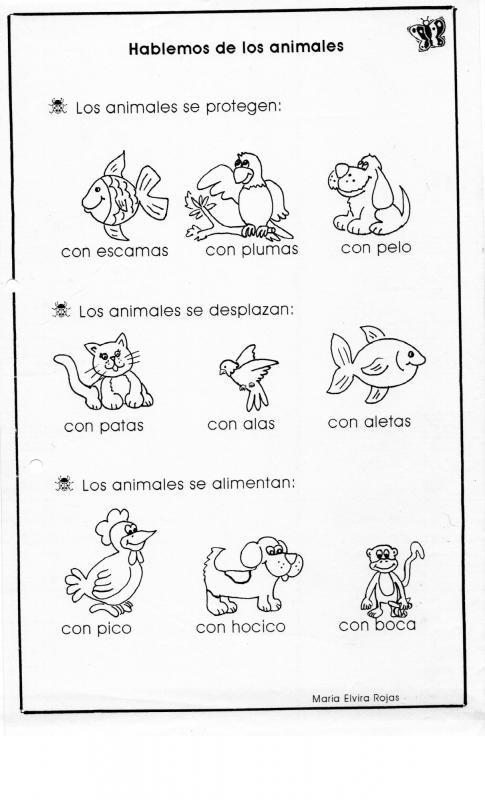 Hablemos de los animales
Los animales se protegen:
con escamas con plumas con pelo
Los animales se desplazan:
con patas con alas con aletas
Los animales se alimentan:
con pico con hocico con boca
Maria Elvira Rojas